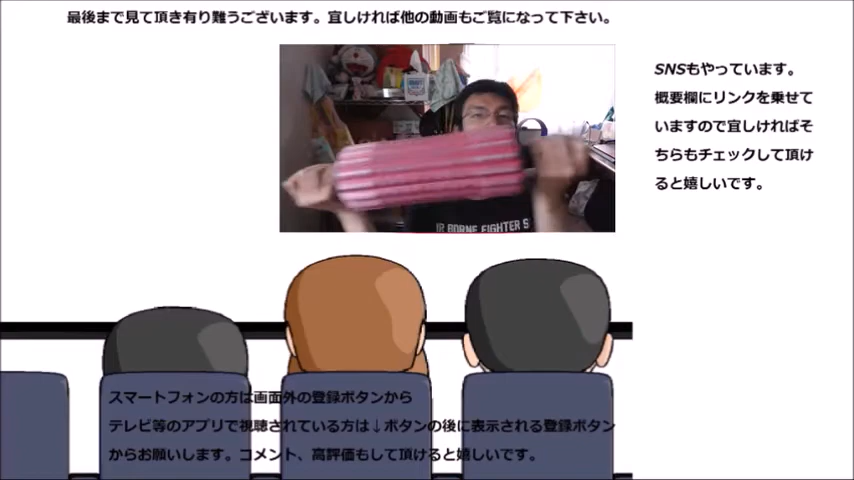 最後まで見て頂き有り難うございます。宜しければ他の動画もご覧になって下さい。
SNSもやっています。
概要欄にリンクを乗せて
いますので宜しければそ
ちらもチェックして頂け
ると嬉しいです。
BORNE FIGHTER S
スマートフォンの方は画面外の登録ボタンから
テレビ等のアプリで視聴されている方は↓ボタンの後に表示される登録ボタン
からお願いします。コメント、高評価もして頂けると嬉しいです。